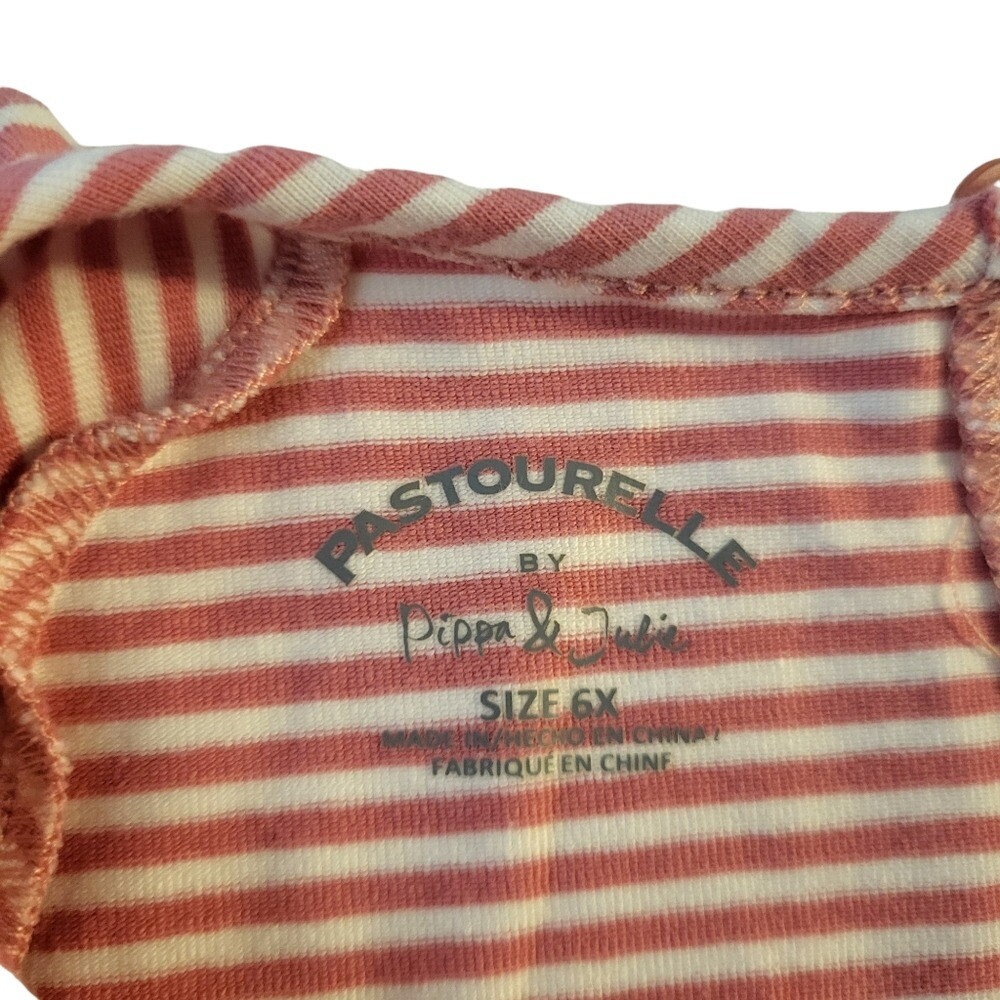 PASTOURELLE
BY
Pippa & Julie
SIZE 6X
MADE IN/HECHO EN CHINA/
FABRIQUÉ EN CHINE